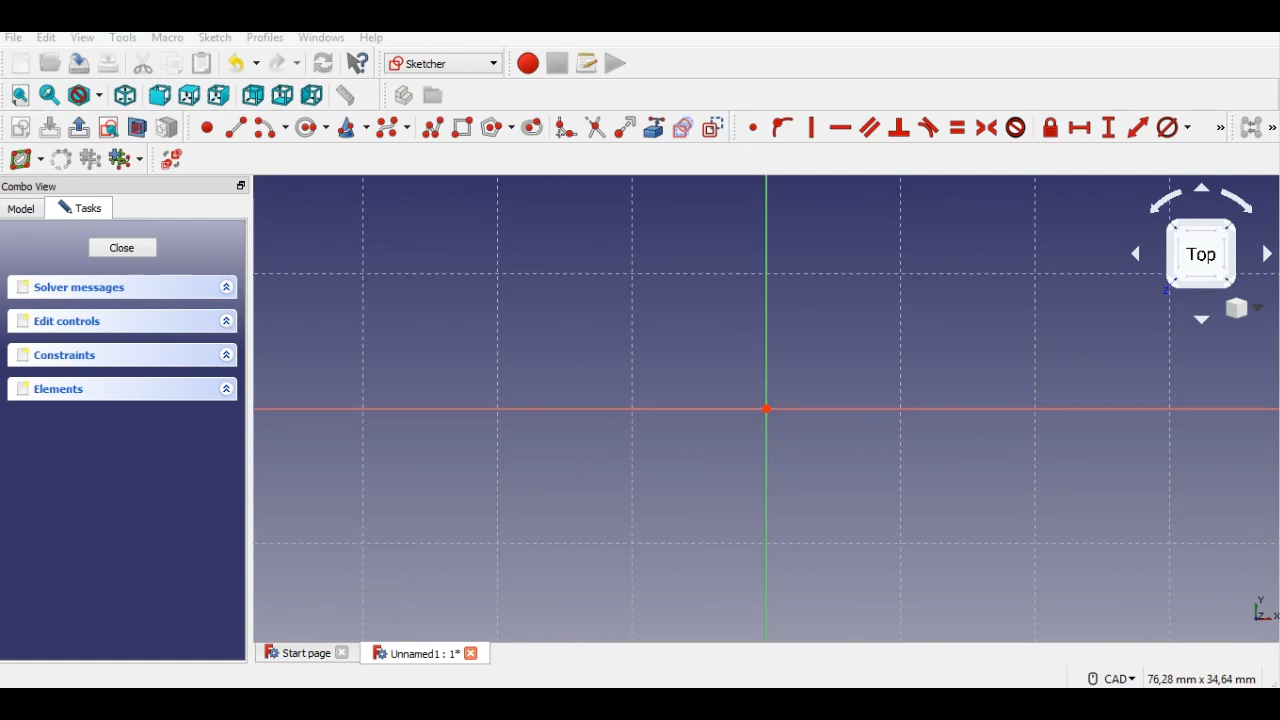 File Edit View Tools Macro Sketch Profiles Windows Help
Sketcher
» »
Combo View
Model Tasks
Close
Solver messages
Edit controls
Constraints
Elements
Top
Z
Y
Z X
Start page Unnamed1 : 1*
CAD 76,28 mm x 34,64 mm